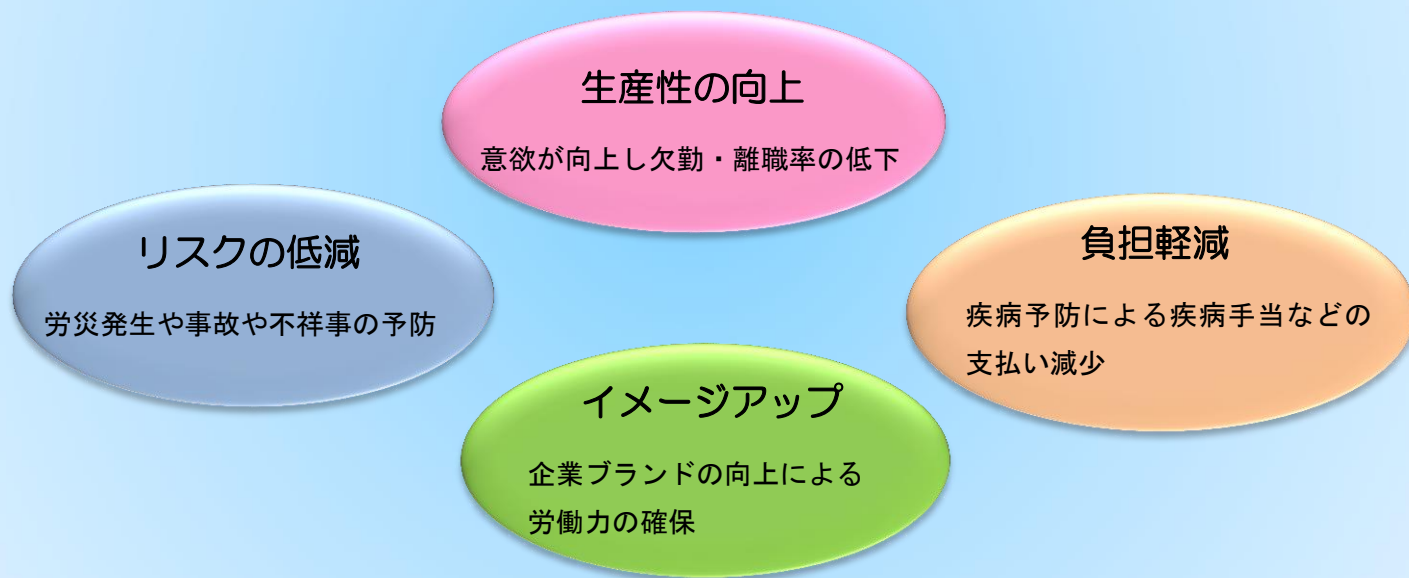 生産性の向上
意欲が向上し欠勤・離職率の低下
リスクの低減
労災発生や事故や不祥事の予防
負担軽減
疾病予防による疾病手当などの
支払い減少
イメージアップ
企業ブランドの向上による
労働力の確保